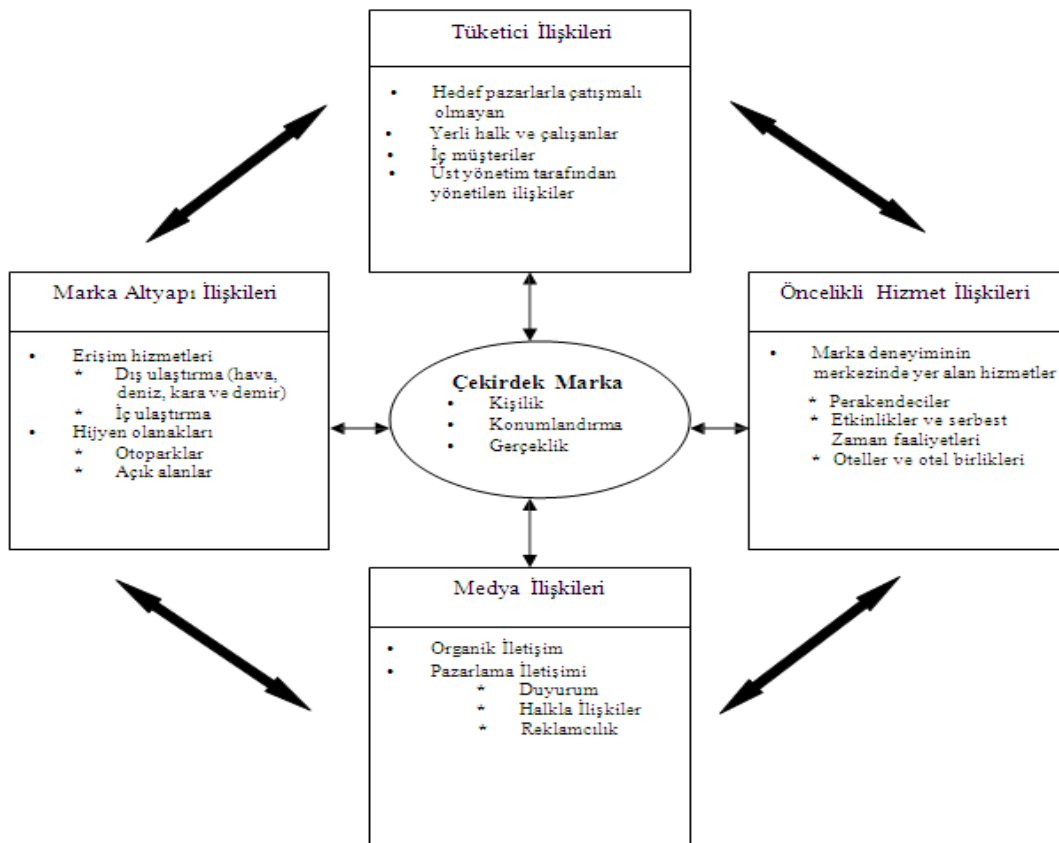 Tüketici İlişkileri
• Hedef pazarlarla çatışmalı
olmayan
• Yerli halk ve çalışanlar
• İç müşteriler
• Üst yönetim tarafından
yönetilen ilişkiler
Marka Altyapı İlişkileri
• Erişim hizmetleri
* Dış ulaştırma (hava,
deniz, kara ve demir)
* İç ulaştırma
• Hijyen olanakları
* Otoparklar
* Açık alanlar
Çekirdek Marka
• Kişilik
• Konumlandırma
• Gerçeklik
Öncelikli Hizmet İlişkileri
• Marka deneyiminin
merkezinde yer alan hizmetler
* Perakendeciler
* Etkinlikler ve serbest
Zaman faaliyetleri
* Oteller ve otel birlikleri
Medya İlişkileri
• Organik İletişim
• Pazarlama İletişimi
* Duyurum
* Halkla İlişkiler
* Reklamcılık